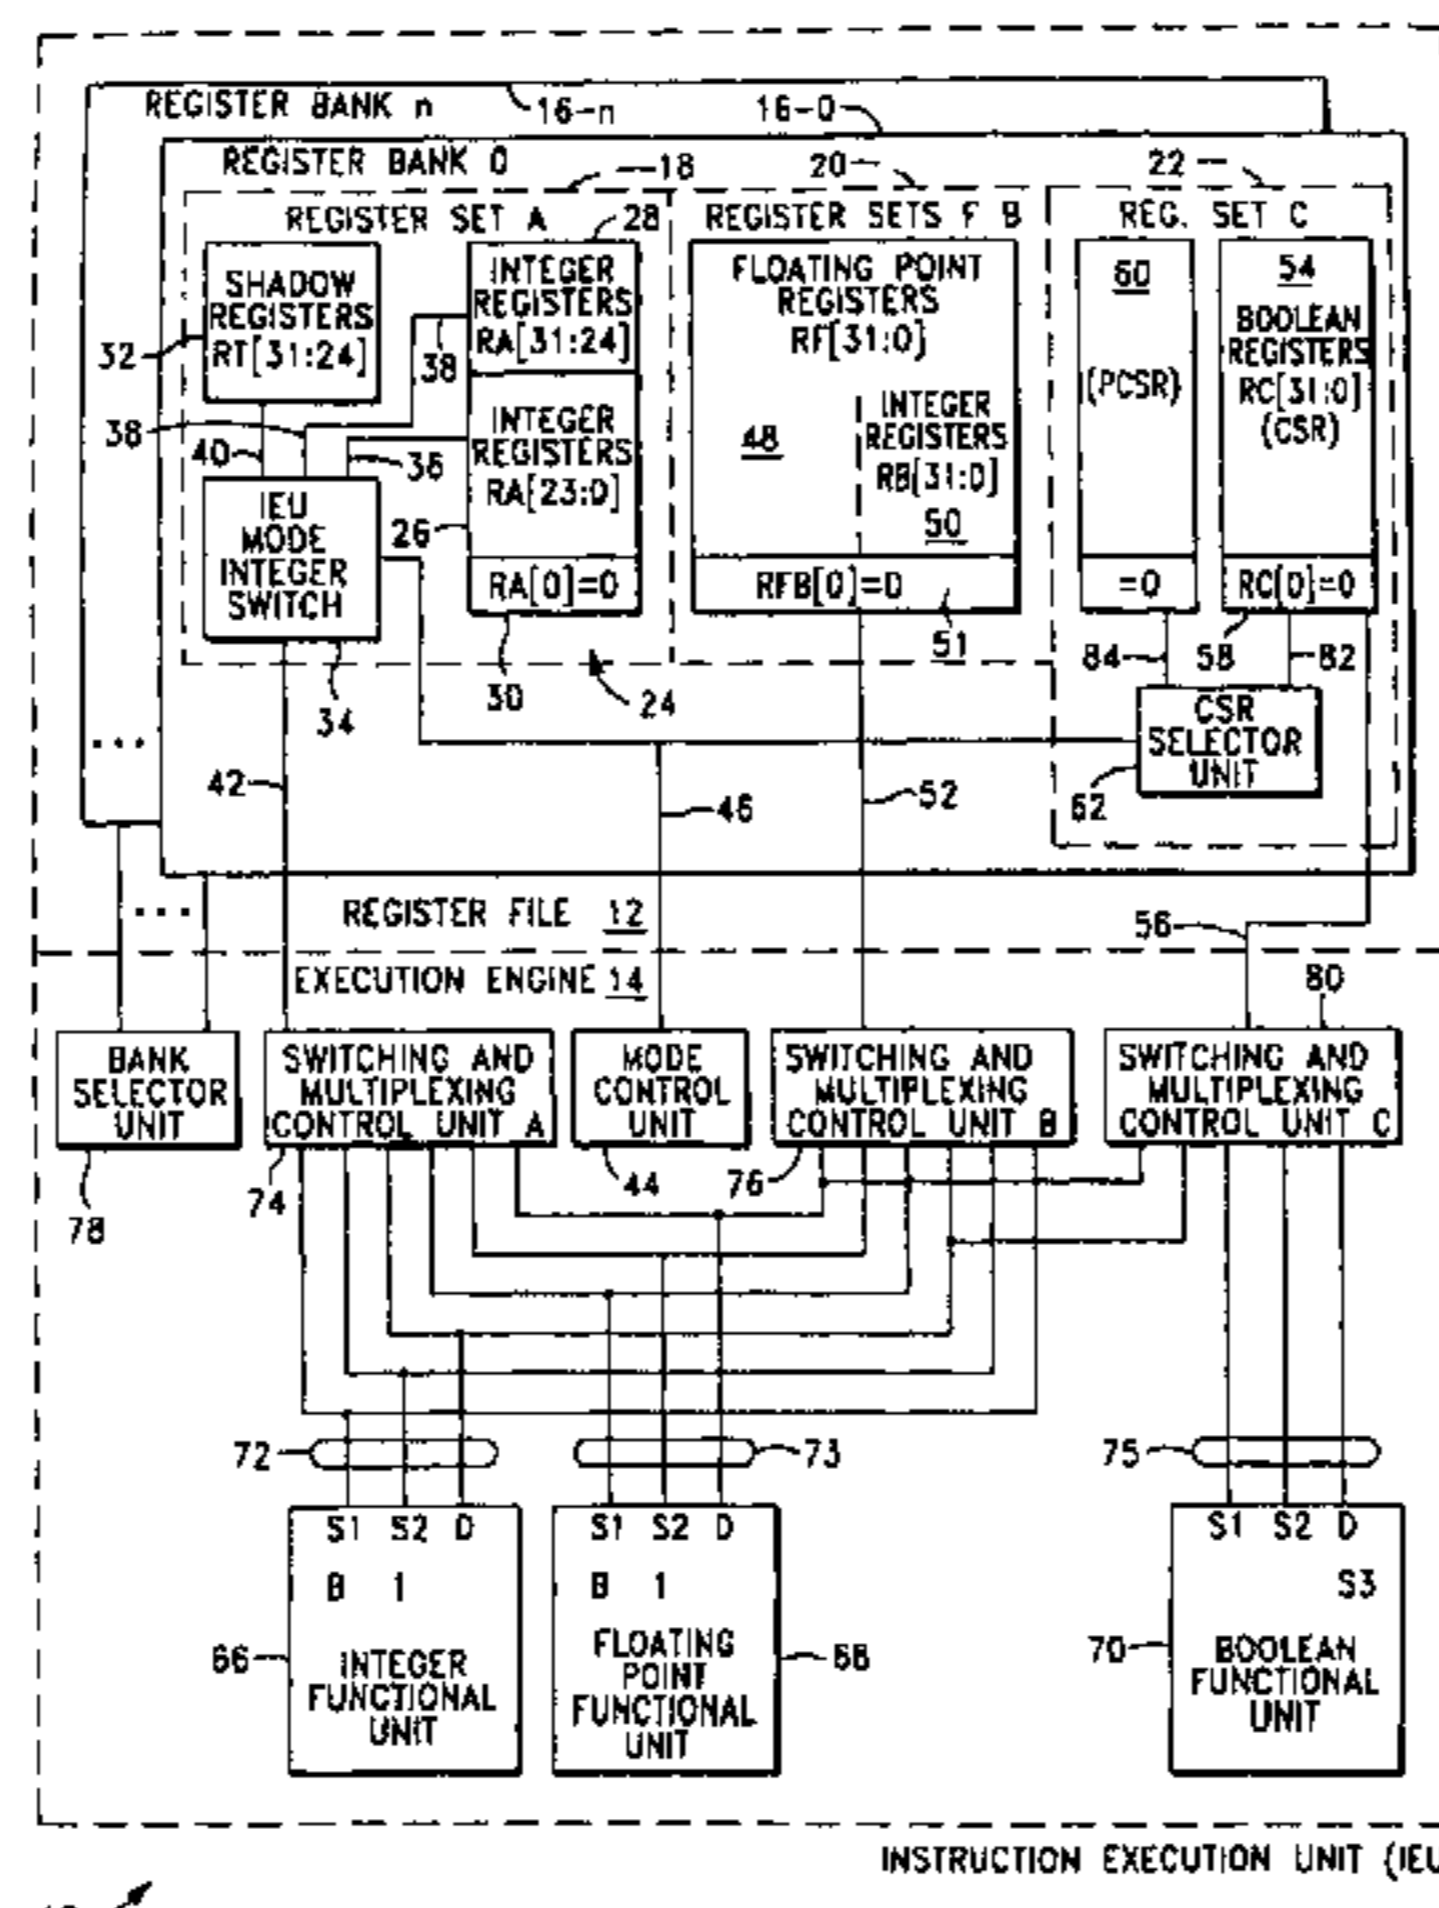 REGISTER BANK n
16-n
16-0
REGISTER BANK 0
18
20
22
REGISTER SET A
28
REGISTER SETS F B
REG. SET C
SHADOW
REGISTERS
RT[31:24]
32
INTEGER
REGISTERS
RA[31:24]
38
FLOATING POINT
REGISTERS
RF[31:0]
60
(PCSR)
54
BOOLEAN
REGISTERS
RC[31:0]
(CSR)
38
40
36
INTEGER
REGISTERS
RA[23:0]
26
48
INTEGER
REGISTERS
RB[31:0]
50
IEU
MODE
INTEGER
SWITCH
RA[0]=0
RFB[0]=0
=0
RC[0]=0
34
30
24
51
84
58
82
CSR
SELECTOR
UNIT
62
42
46
52
...
...
REGISTER FILE 12
56
EXECUTION ENGINE 14
80
BANK
SELECTOR
UNIT
SWITCHING AND
MULTIPLEXING
CONTROL UNIT A
MODE
CONTROL
UNIT
SWITCHING AND
MULTIPLEXING
CONTROL UNIT B
SWITCHING AND
MULTIPLEXING
CONTROL UNIT C
78
74
44
76
72
73
75
S1 S2 D
B 1
INTEGER
FUNCTIONAL
UNIT
66
S1 S2 D
B 1
FLOATING
POINT
FUNCTIONAL
UNIT
68
S1 S2 D
S3
BOOLEAN
FUNCTIONAL
UNIT
70
INSTRUCTION EXECUTION UNIT (IEU